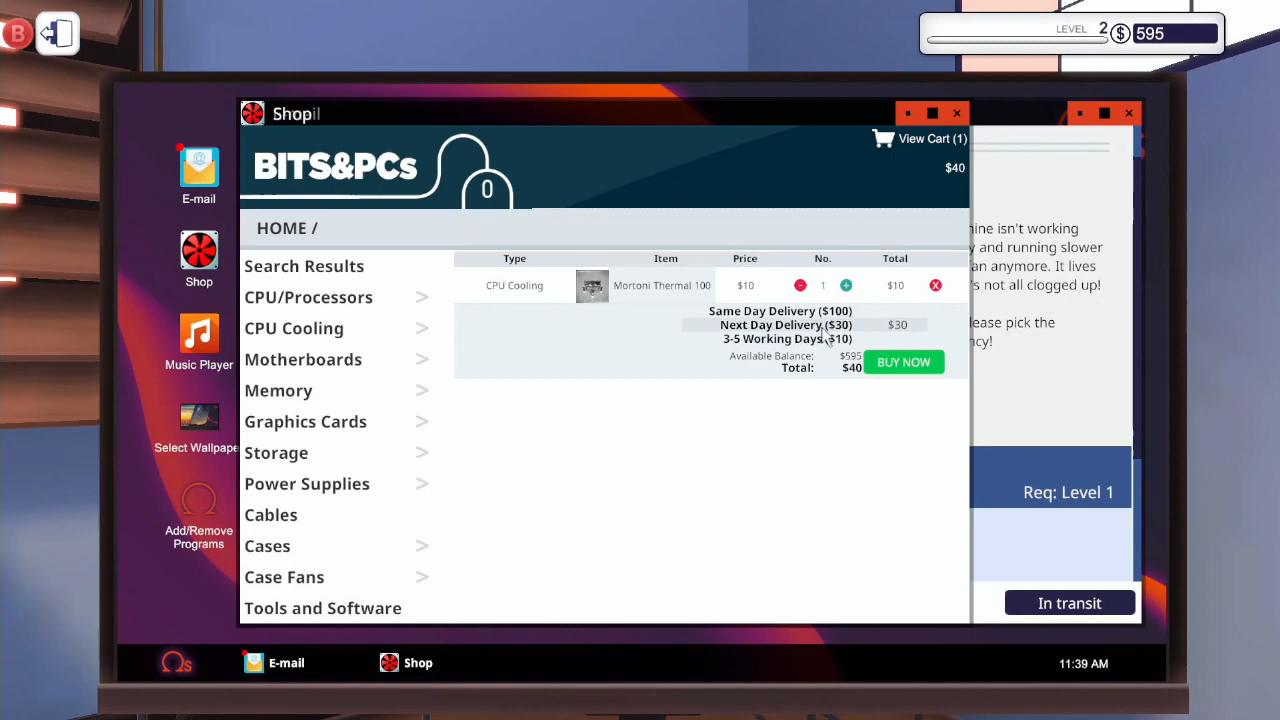 B
LEVEL 2 $ 595
Shop
View Cart (1)
BITS&PCs
$40
HOME /
E-mail
Shop
Music Player
Select Wallpape
Add/Remove
Programs
Search Results
CPU/Processors >
CPU Cooling >
Motherboards >
Memory >
Graphics Cards >
Storage >
Power Supplies >
Cables
Cases >
Case Fans >
Tools and Software
Type Item Price No. Total
CPU Cooling Mortoni Thermal 100 $10 - 1 + $10 X
Same Day Delivery ($100)
Next Day Delivery ($30) $30
3-5 Working Days ($10)
Available Balance: $595
Total: $40
BUY NOW
hine isn't working
y and running slower
an anymore. It lives
's not all clogged up!
lease pick the
ncy!
Req: Level 1
In transit
E-mail
Shop
11:39 AM